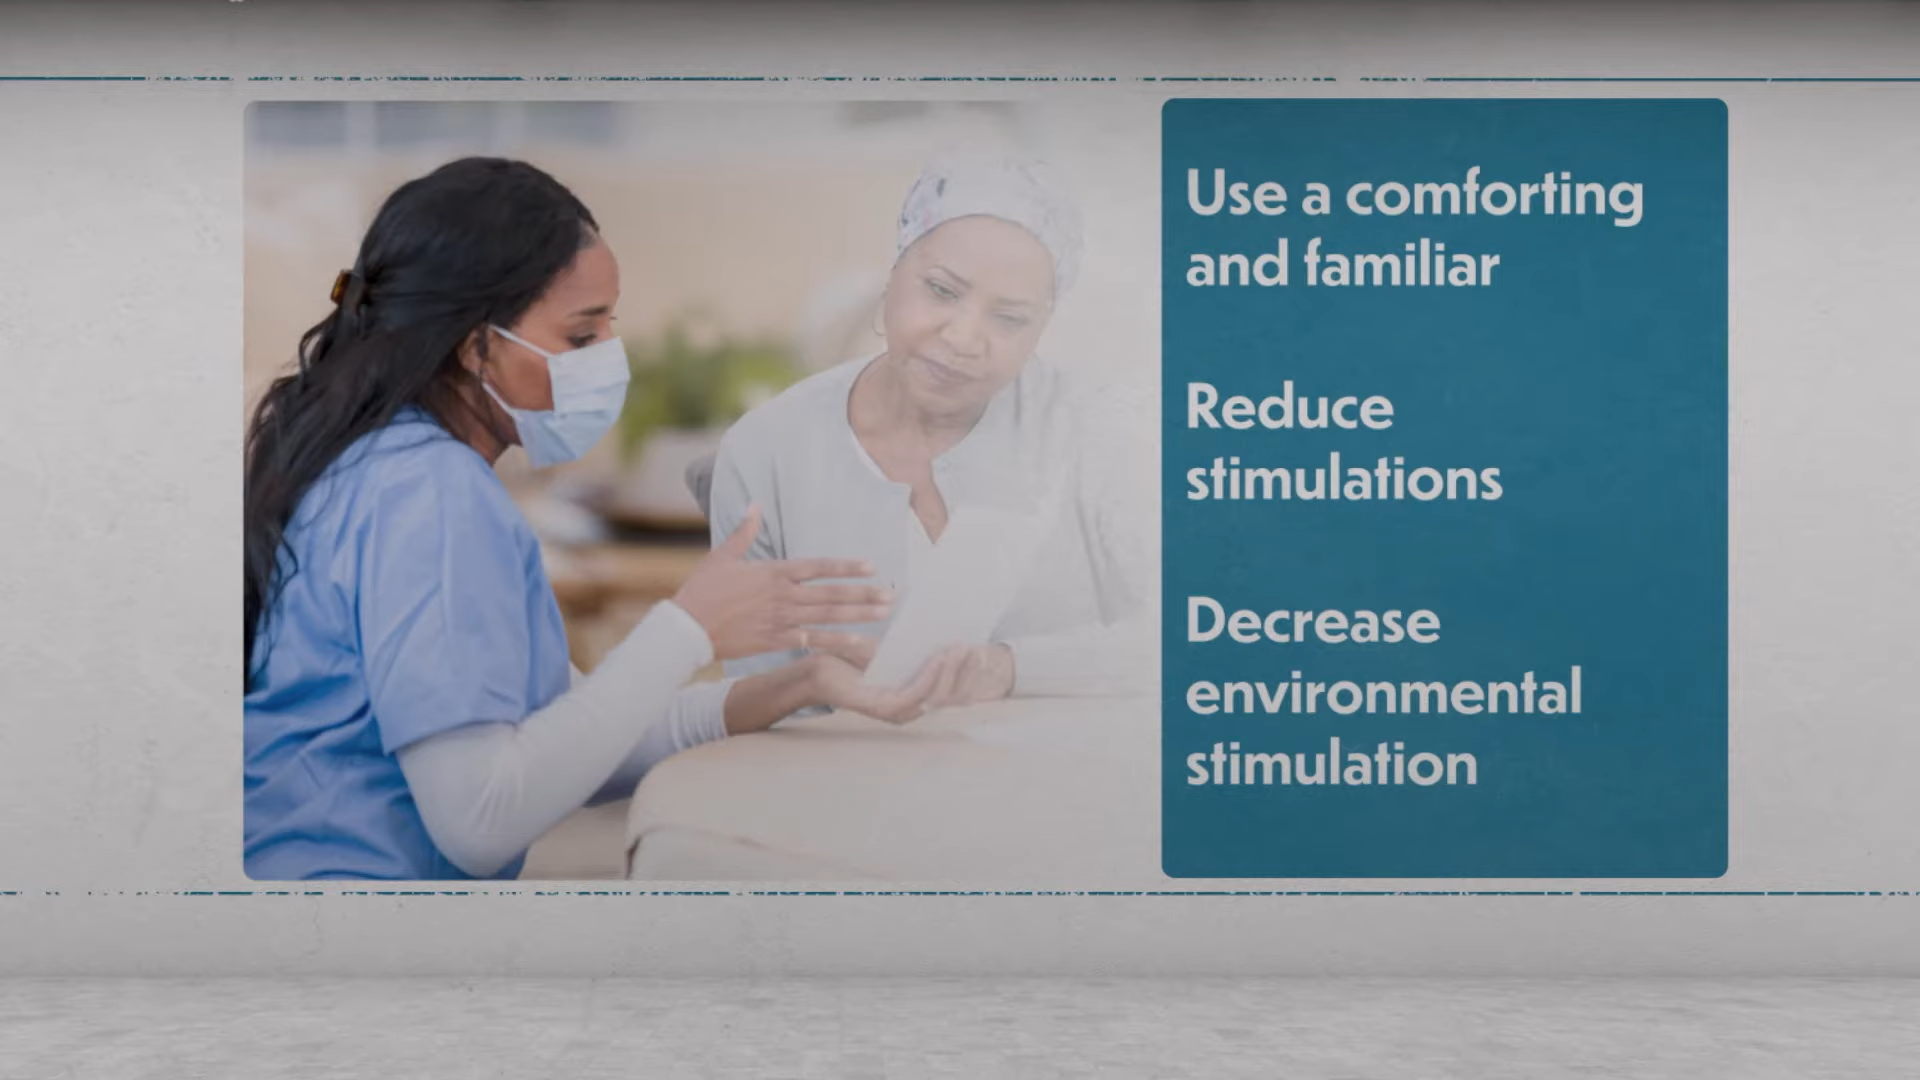 Use a comforting
and familiar
Reduce
stimulations
Decrease
environmental
stimulation